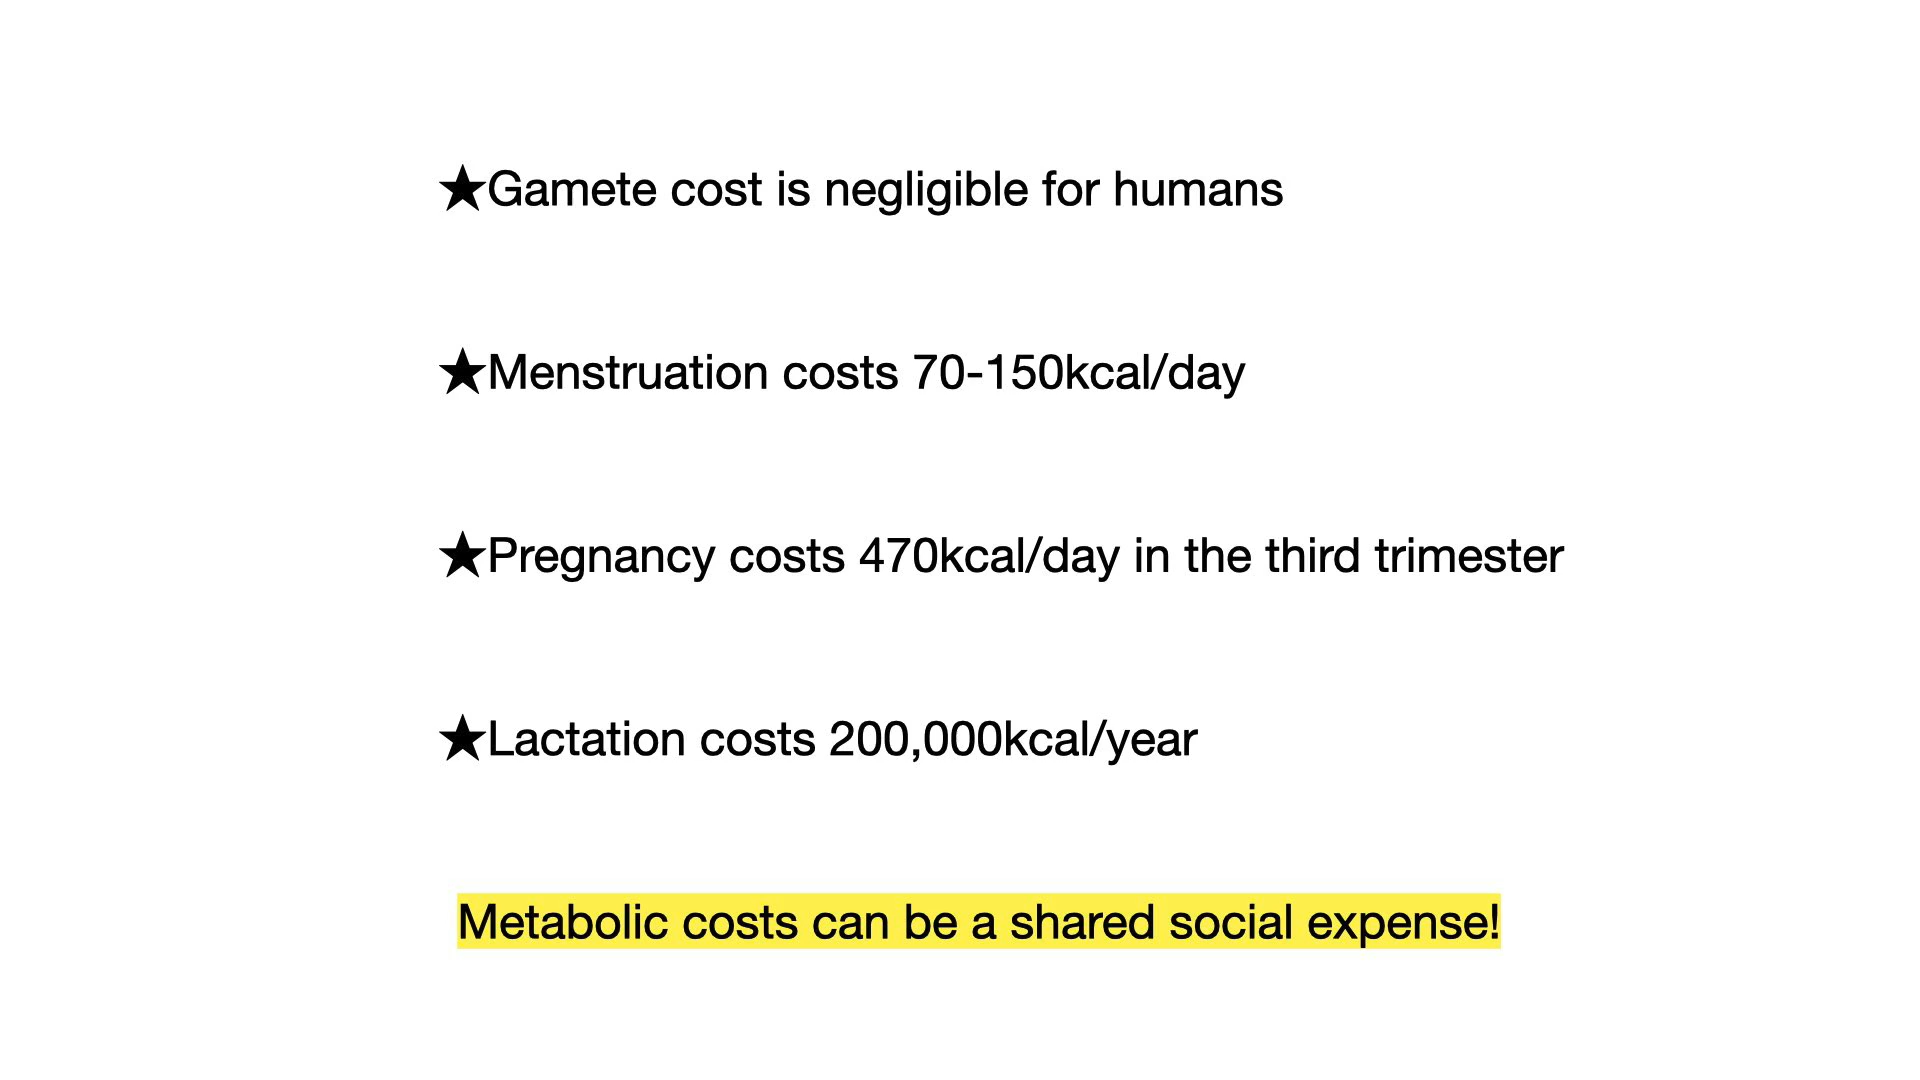 ★Gamete cost is negligible for humans
★Menstruation costs 70-150kcal/day
★Pregnancy costs 470kcal/day in the third trimester
★Lactation costs 200,000kcal/year
Metabolic costs can be a shared social expense!